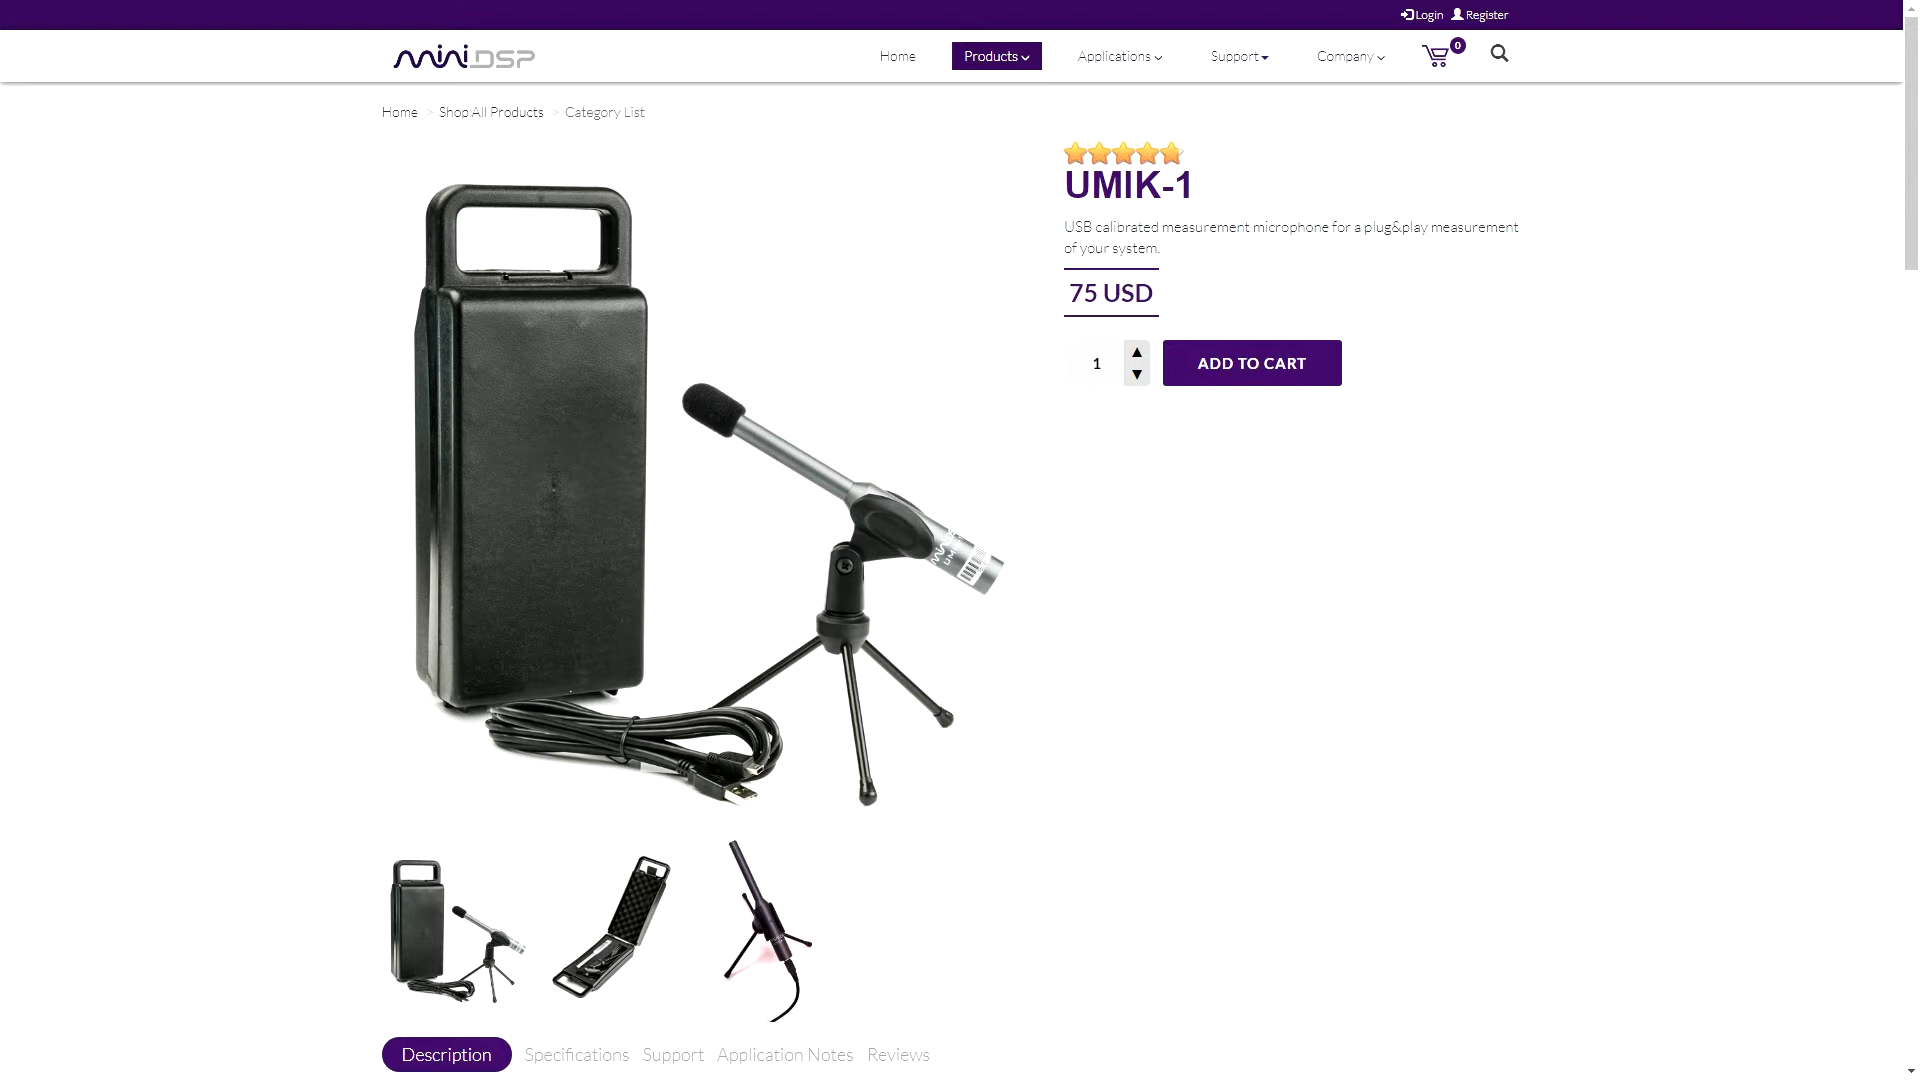 Login Register
miniDSP
Home Products Applications Support Company 0
Home > Shop All Products > Category List
UMIK-1
USB calibrated measurement microphone for a plug&play measurement
of your system.
75 USD
1 ADD TO CART
Description Specifications Support Application Notes Reviews